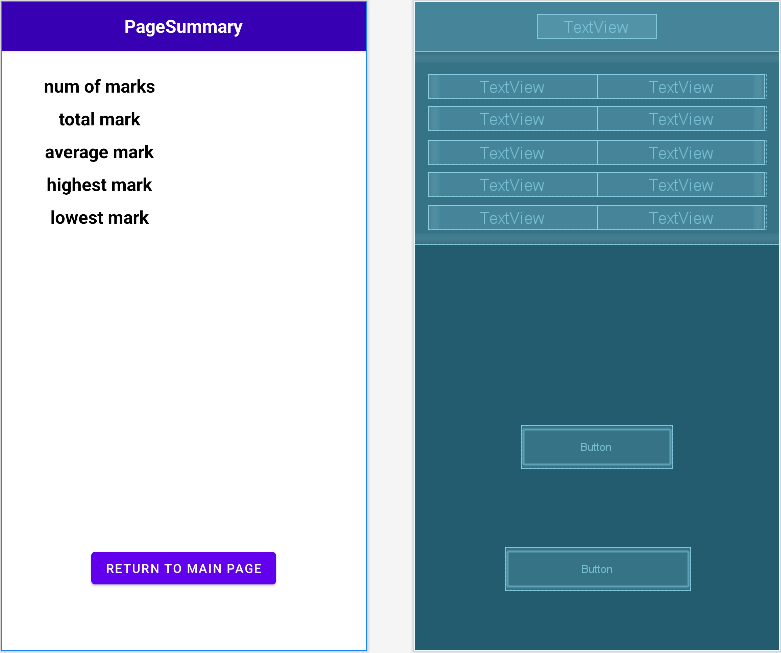 PageSummary
num of marks
total mark
average mark
highest mark
lowest mark
RETURN TO MAIN PAGE
TextView
TextView TextView
TextView TextView
TextView TextView
TextView TextView
TextView TextView
Button
Button